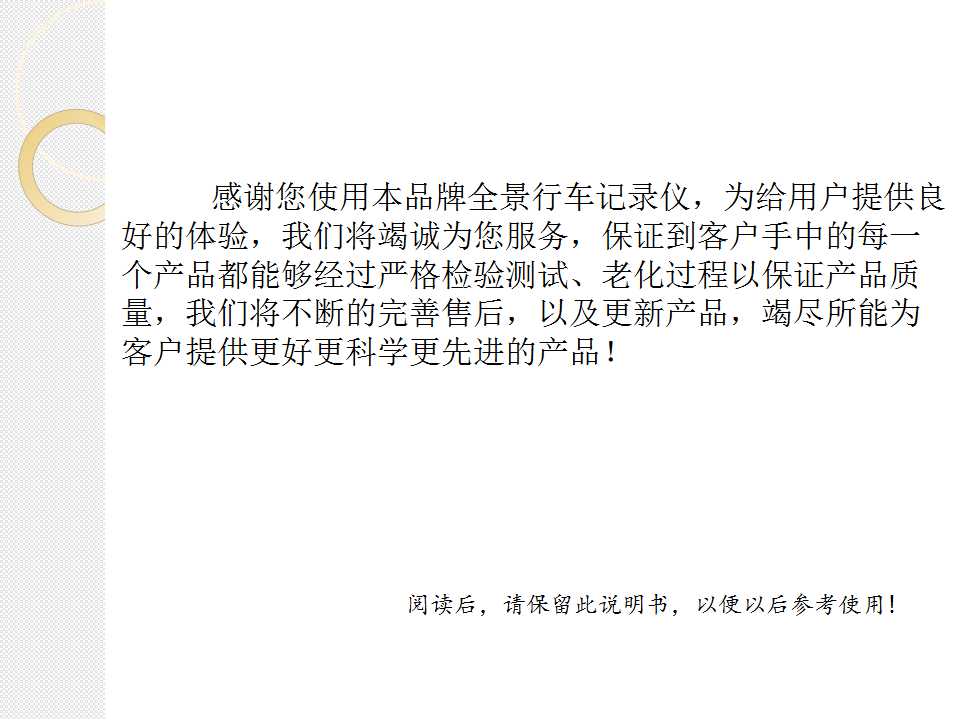 感谢您使用本品牌全景行车记录仪，为给用户提供良
好的体验，我们将竭诚为您服务，保证到客户手中的每一
个产品都能够经过严格检验测试、老化过程以保证产品质
量，我们将不断的完善售后，以及更新产品，竭尽所能为
客户提供更好更科学更先进的产品！
阅读后，请保留此说明书，以便以后参考使用！